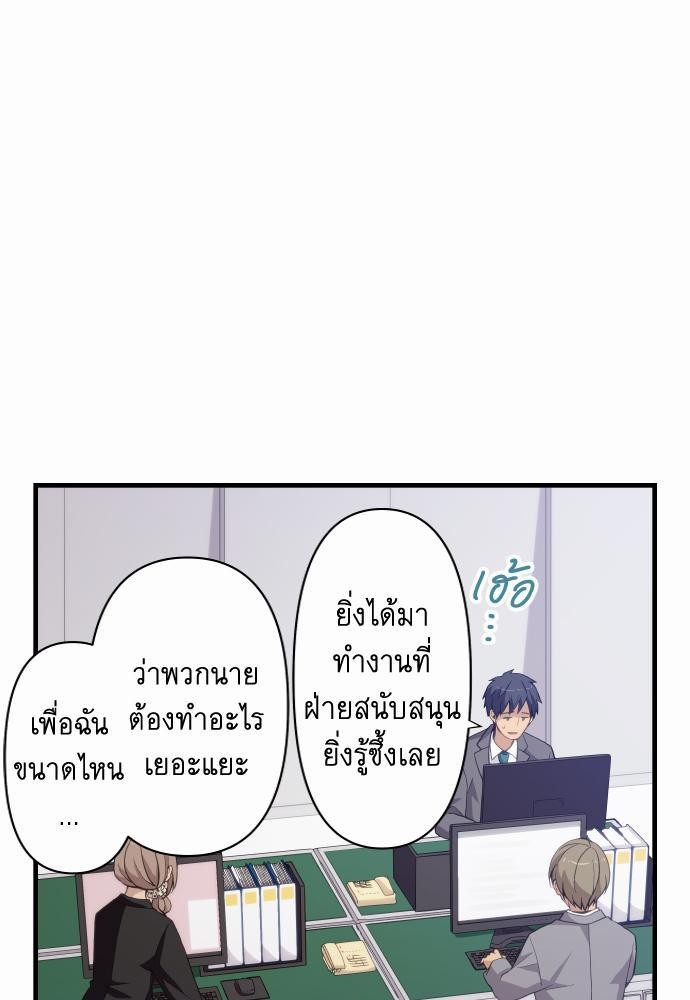 เฮ้อ
...
ยิ่งได้มา
ทำงานที่
ฝ่ายสนับสนุน
ยิ่งรู้ซึ้งเลย
ว่าพวกนาย
ต้องทำอะไร
เยอะแยะ
เพื่อฉัน
ขนาดไหน
...